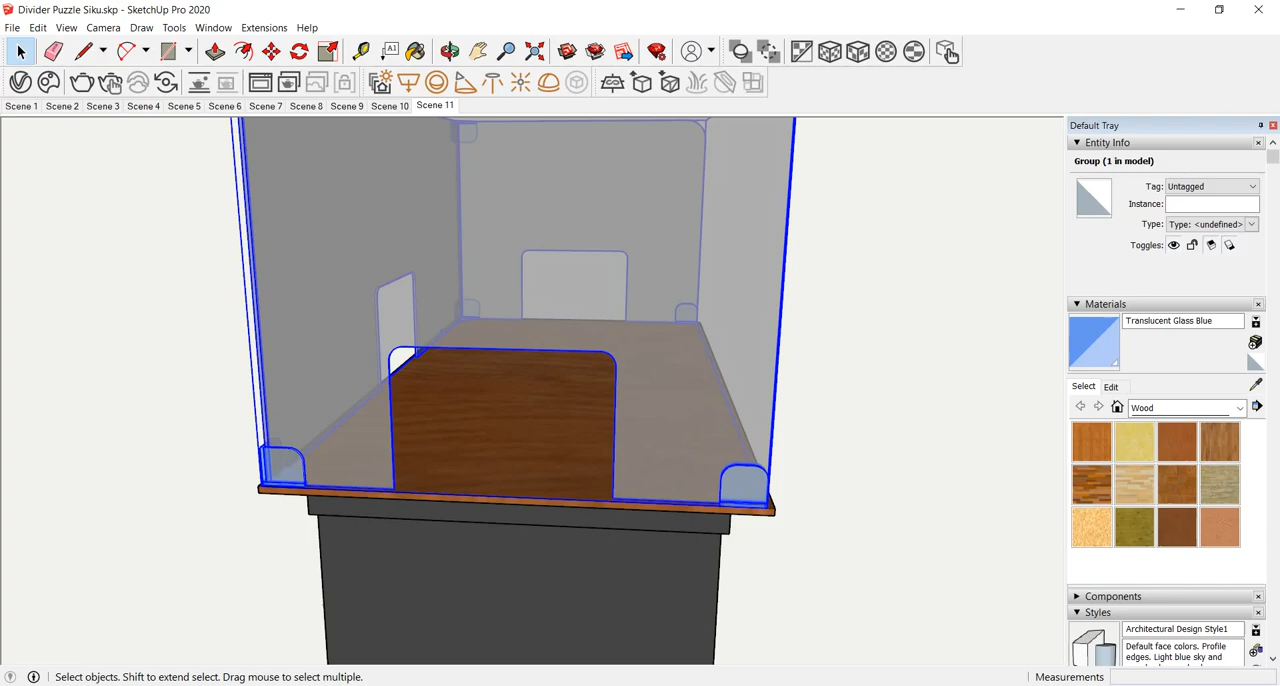 Divider Puzzle Siku.skp - SketchUp Pro 2020
File Edit View Camera Draw Tools Window Extensions Help
Scene 1 Scene 2 Scene 3 Scene 4 Scene 5 Scene 6 Scene 7 Scene 8 Scene 9 Scene 10 Scene 11
Default Tray
Entity Info
Group (1 in model)
Tag: Untagged
Instance:
Type: Type: <undefined>
Toggles:
Materials
Translucent Glass Blue
Select Edit
Wood
Components
Styles
Architectural Design Style1
Default face colors. Profile
edges. Light blue sky and
Select objects. Shift to extend select. Drag mouse to select multiple.
Measurements